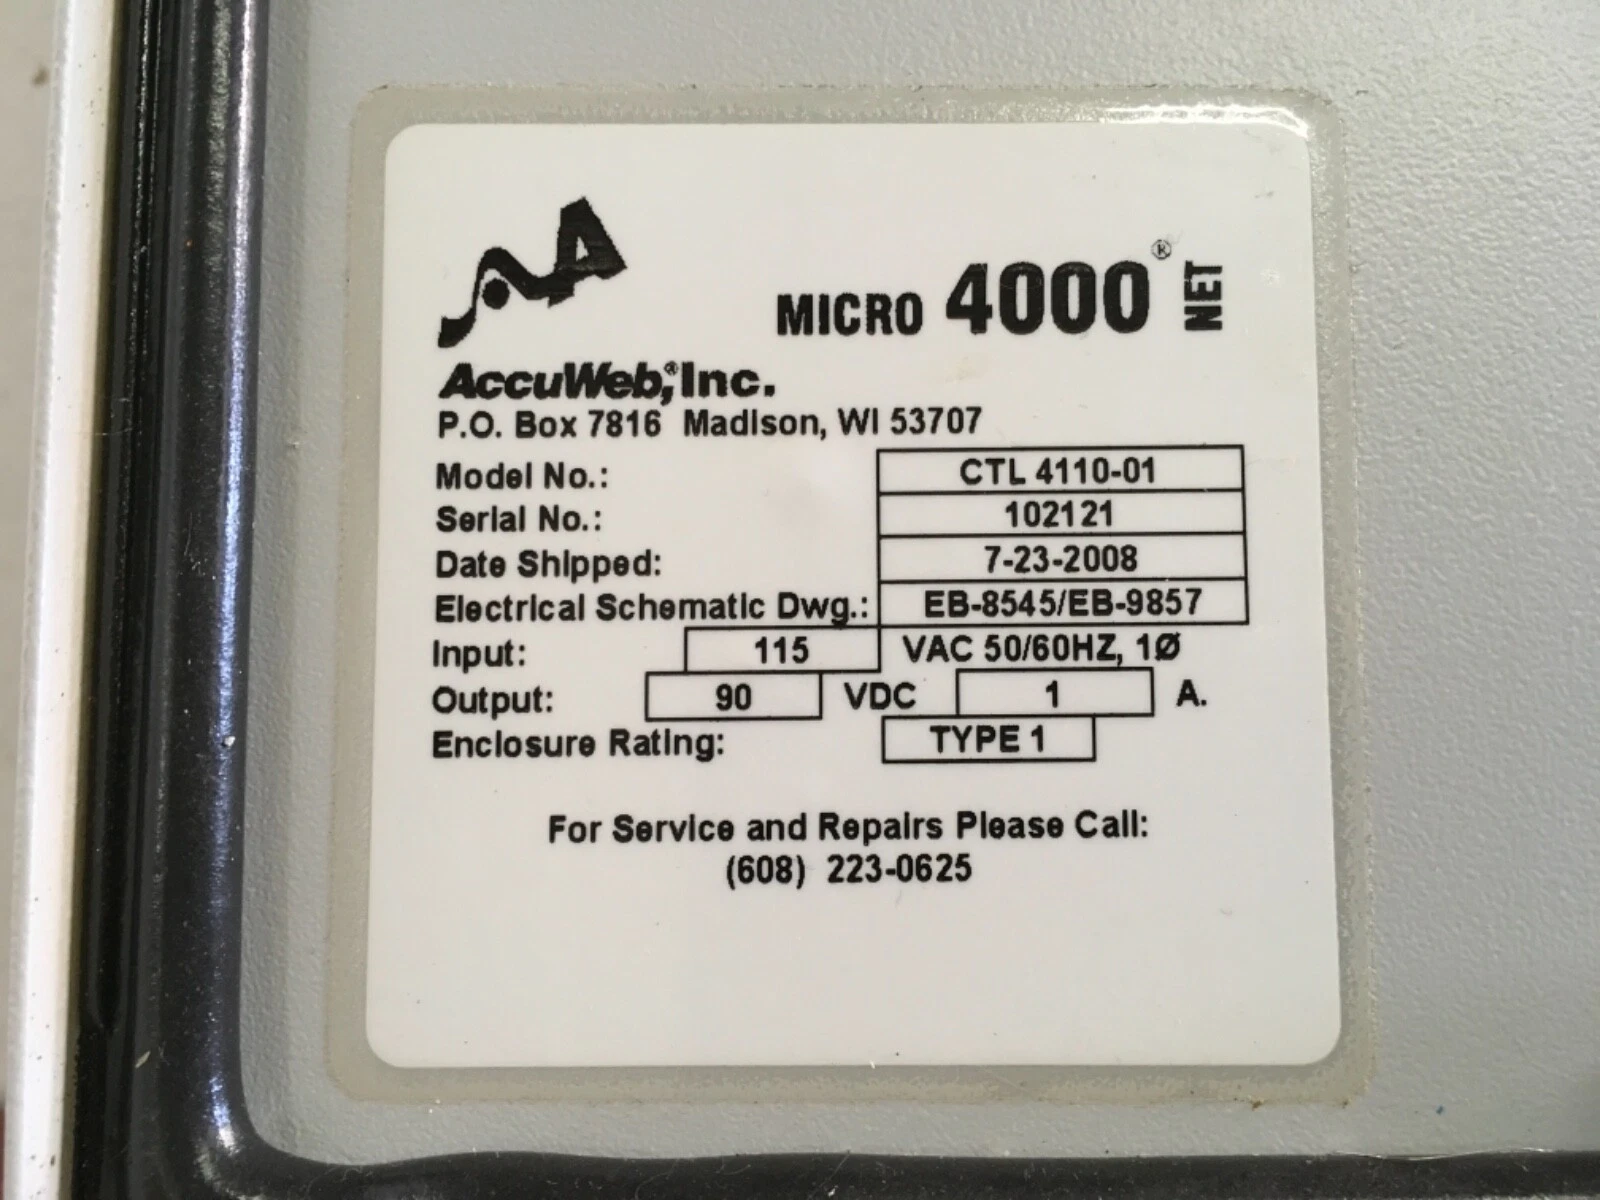 MICRO 4000® NET
AccuWeb,® Inc.
P.O. Box 7816 Madison, WI 53707
Model No.: CTL 4110-01
Serial No.: 102121
Date Shipped: 7-23-2008
Electrical Schematic Dwg.: EB-8545/EB-9857
Input: 115 VAC 50/60HZ, 1Ø
Output: 90 VDC 1 A.
Enclosure Rating: TYPE 1
For Service and Repairs Please Call:
(608) 223-0625